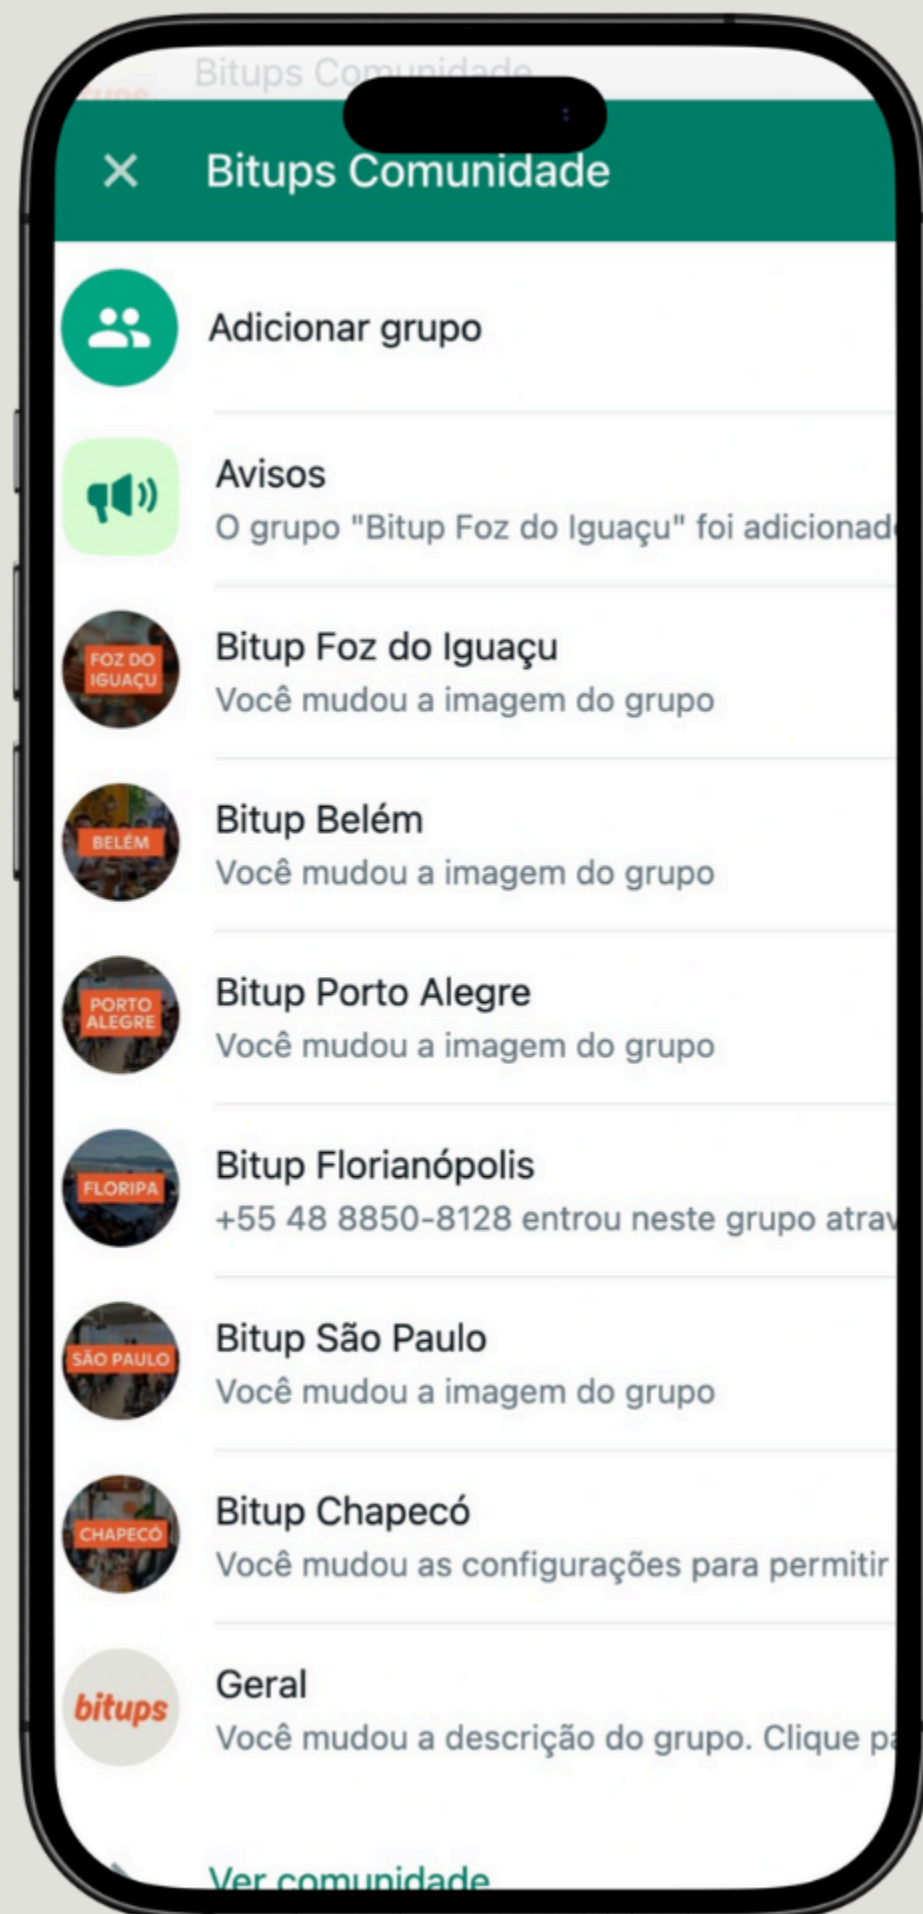 Bitups Comunidade
Bitups Comunidade
Adicionar grupo
Avisos
O grupo "Bitup Foz do Iguaçu" foi adicionado
FOZ DO
IGUAÇU
Bitup Foz do Iguaçu
Você mudou a imagem do grupo
BELÉM
Bitup Belém
Você mudou a imagem do grupo
PORTO
ALEGRE
Bitup Porto Alegre
Você mudou a imagem do grupo
FLORIPA
Bitup Florianópolis
+55 48 8850-8128 entrou neste grupo atrav
SÃO PAULO
Bitup São Paulo
Você mudou a imagem do grupo
CHAPECÓ
Bitup Chapecó
Você mudou as configurações para permitir
bitups
Geral
Você mudou a descrição do grupo. Clique pa
Ver comunidade